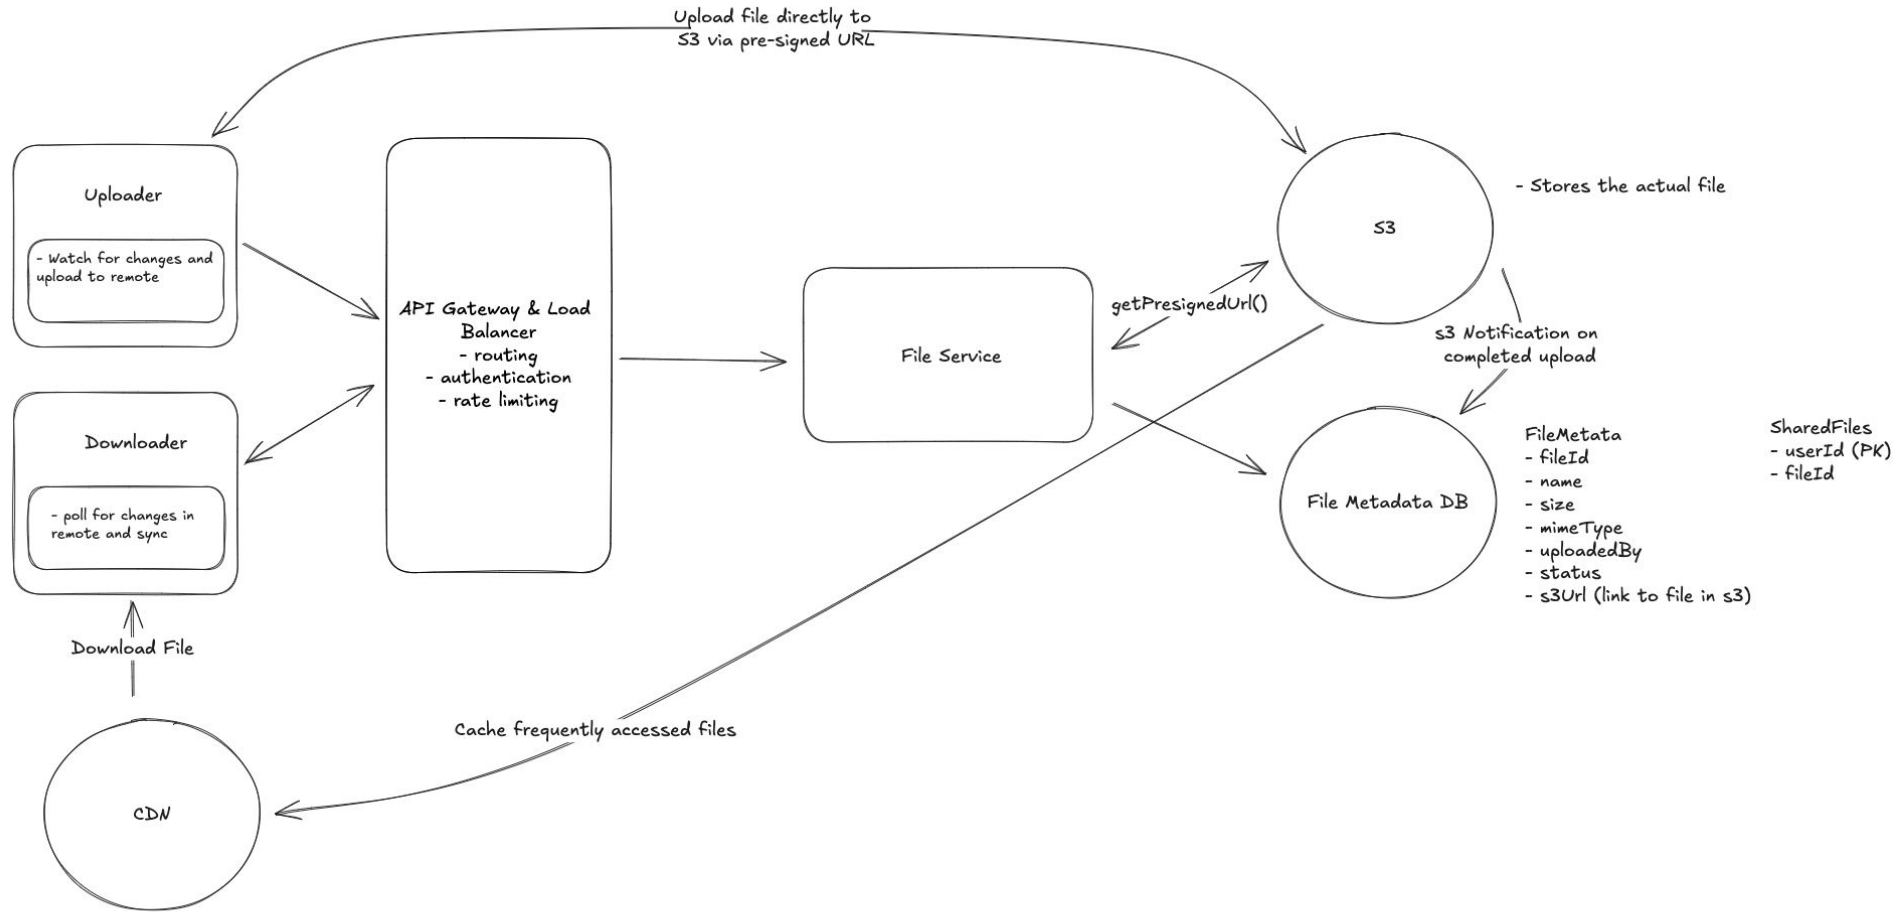 Upload file directly to
S3 via pre-signed URL
Uploader
- Watch for changes and
upload to remote
API Gateway & Load
Balancer
- routing
- authentication
- rate limiting
File Service
getPresignedUrl()
S3
- Stores the actual file
s3 Notification on
completed upload
Downloader
- poll for changes in
remote and sync
File Metadata DB
FileMetata
- fileId
- name
- size
- mimeType
- uploadedBy
- status
- s3Url (link to file in s3)
SharedFiles
- userId (PK)
- fileId
Download File
Cache frequently accessed files
CDN